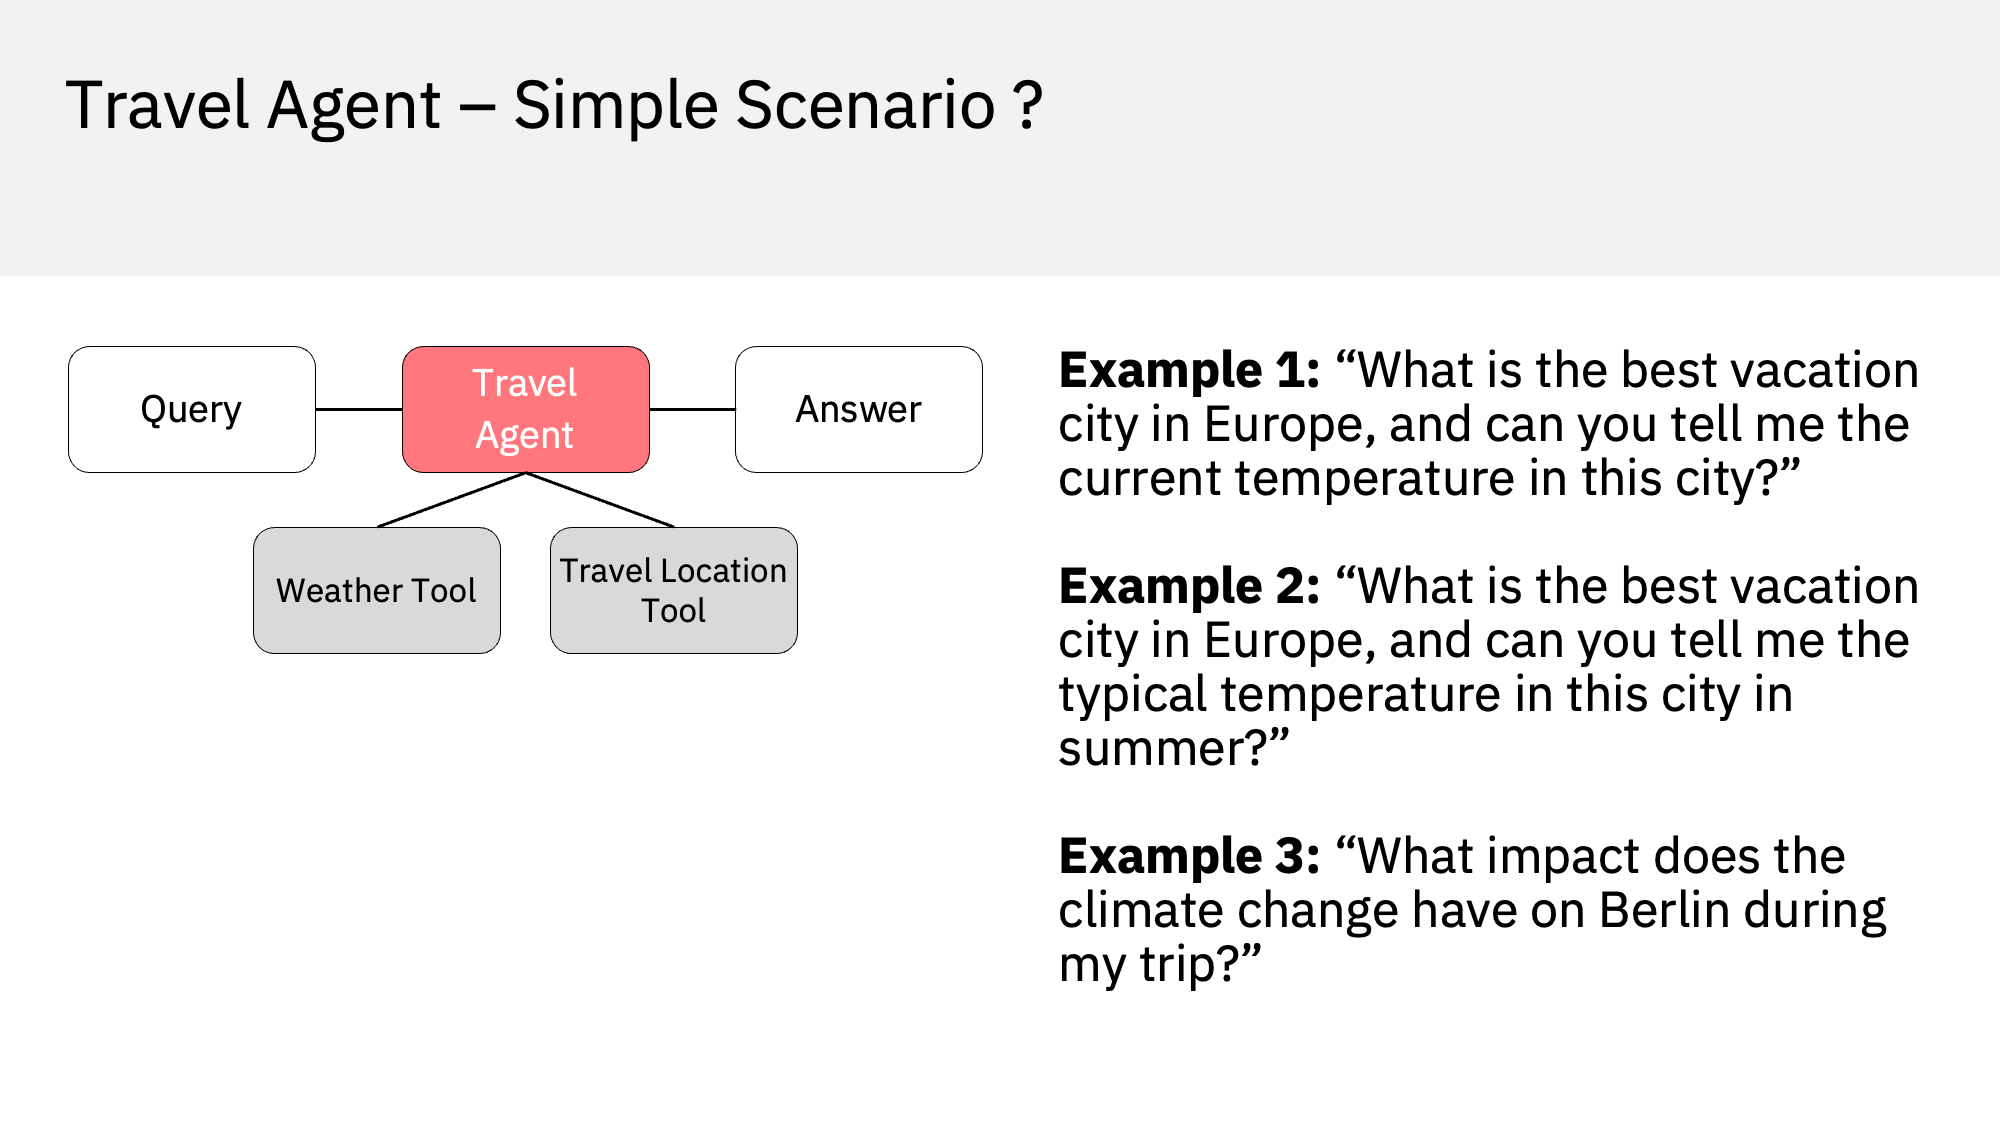 Travel Agent – Simple Scenario ?
Query
Travel
Agent
Answer
Weather Tool
Travel Location
Tool
Example 1: “What is the best vacation
city in Europe, and can you tell me the
current temperature in this city?”
Example 2: “What is the best vacation
city in Europe, and can you tell me the
typical temperature in this city in
summer?”
Example 3: “What impact does the
climate change have on Berlin during
my trip?”